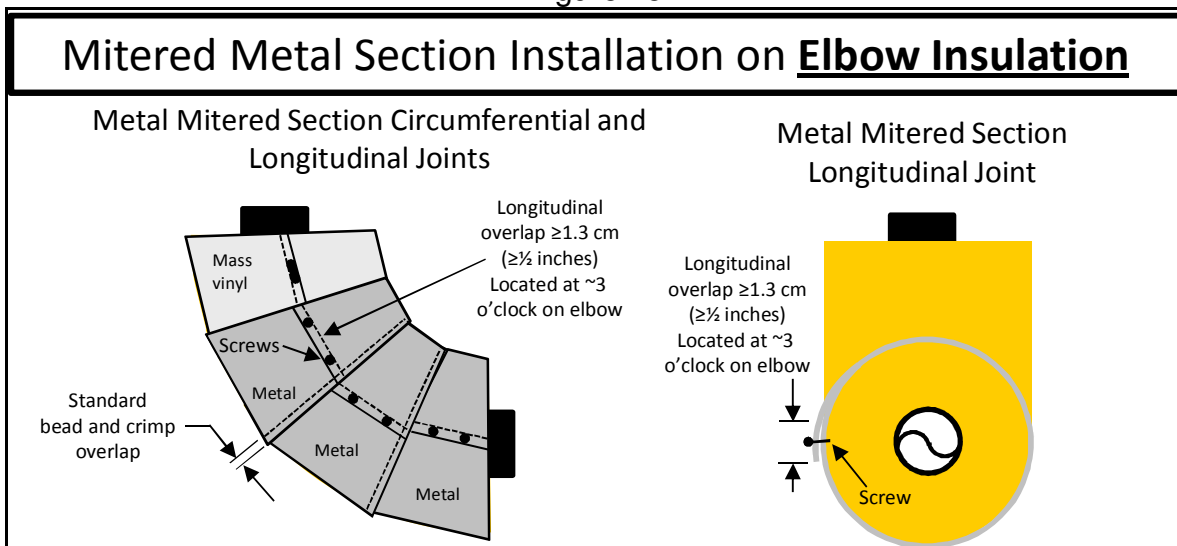 Mitered Metal Section Installation on Elbow Insulation
Metal Mitered Section Circumferential and
Longitudinal Joints
Mass
vinyl
Longitudinal
overlap ≥1.3 cm
(≥½ inches)
Located at ~3
o’clock on elbow
Screws
Metal
Standard
bead and crimp
overlap
Metal
Metal
Metal Mitered Section
Longitudinal Joint
Longitudinal
overlap ≥1.3 cm
(≥½ inches)
Located at ~3
o’clock on elbow
Screw